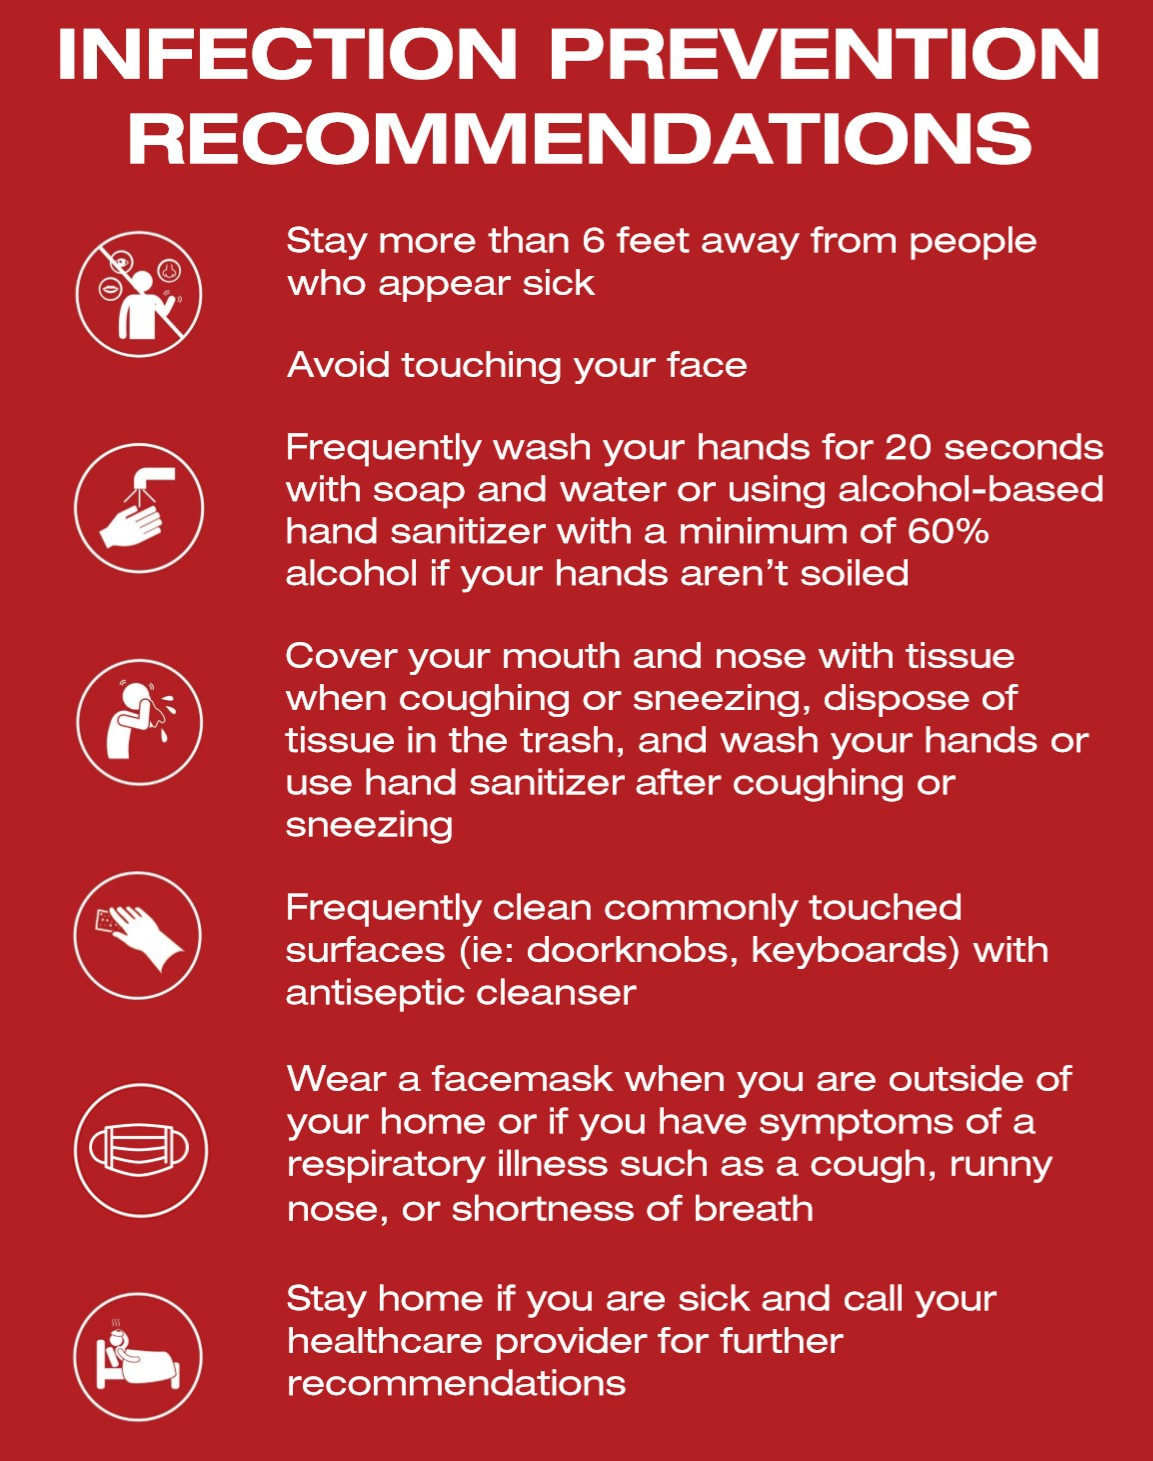 INFECTION PREVENTION
RECOMMENDATIONS
Stay more than 6 feet away from people
who appear sick
Avoid touching your face
Frequently wash your hands for 20 seconds
with soap and water or using alcohol-based
hand sanitizer with a minimum of 60%
alcohol if your hands aren’t soiled
Cover your mouth and nose with tissue
when coughing or sneezing, dispose of
tissue in the trash, and wash your hands or
use hand sanitizer after coughing or
sneezing
Frequently clean commonly touched
surfaces (ie: doorknobs, keyboards) with
antiseptic cleanser
Wear a facemask when you are outside of
your home or if you have symptoms of a
respiratory illness such as a cough, runny
nose, or shortness of breath
Stay home if you are sick and call your
healthcare provider for further
recommendations